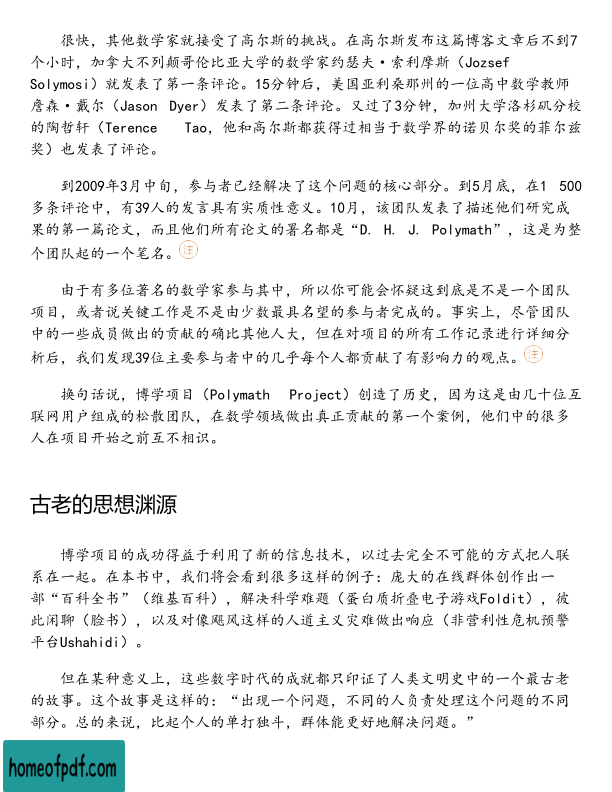 很快，其他数学家就接受了高尔斯的挑战。在高尔斯发布这篇博客文章后不到7
个小时，加拿大不列颠哥伦比亚大学的数学家约瑟夫·索利摩斯（Jozsef
Solymosi）就发表了第一条评论。15分钟后，美国亚利桑那州的一位高中数学教师
詹森·戴尔（Jason Dyer）发表了第二条评论。又过了3分钟，加州大学洛杉矶分校
的陶哲轩（Terence Tao，他和高尔斯都获得过相当于数学界的诺贝尔奖的菲尔兹
奖）也发表了评论。
到2009年3月中旬，参与者已经解决了这个问题的核心部分。到5月底，在1 500
多条评论中，有39人的发言具有实质性意义。10月，该团队发表了描述他们研究成
果的第一篇论文，而且他们所有论文的署名都是“D. H. J. Polymath”，这是为整
个团队起的一个笔名。注
由于有多位著名的数学家参与其中，所以你可能会怀疑这到底是不是一个团队
项目，或者说关键工作是不是由少数最具名望的参与者完成的。事实上，尽管团队
中的一些成员做出的贡献的确比其他人大，但在对项目的所有工作记录进行详细分
析后，我们发现39位主要参与者中的几乎每个人都贡献了有影响力的观点。注
换句话说，博学项目（Polymath Project）创造了历史，因为这是由几十位互
联网用户组成的松散团队，在数学领域做出真正贡献的第一个案例，他们中的很多
人在项目开始之前互不相识。
古老的思想渊源
博学项目的成功得益于利用了新的信息技术，以过去完全不可能的方式把人联
系在一起。在本书中，我们将会看到很多这样的例子：庞大的在线群体创作出一
部“百科全书”（维基百科），解决科学难题（蛋白质折叠电子游戏Foldit），彼
此闲聊（脸书），以及对像飓风这样的人道主义灾难做出响应（非营利性危机预警
平台Ushahidi）。
但在某种意义上，这些数字时代的成就都只印证了人类文明史中的一个最古老
的故事。这个故事是这样的：“出现一个问题，不同的人负责处理这个问题的不同
部分。总的来说，比起个人的单打独斗，群体能更好地解决问题。”
homeofpdf.com